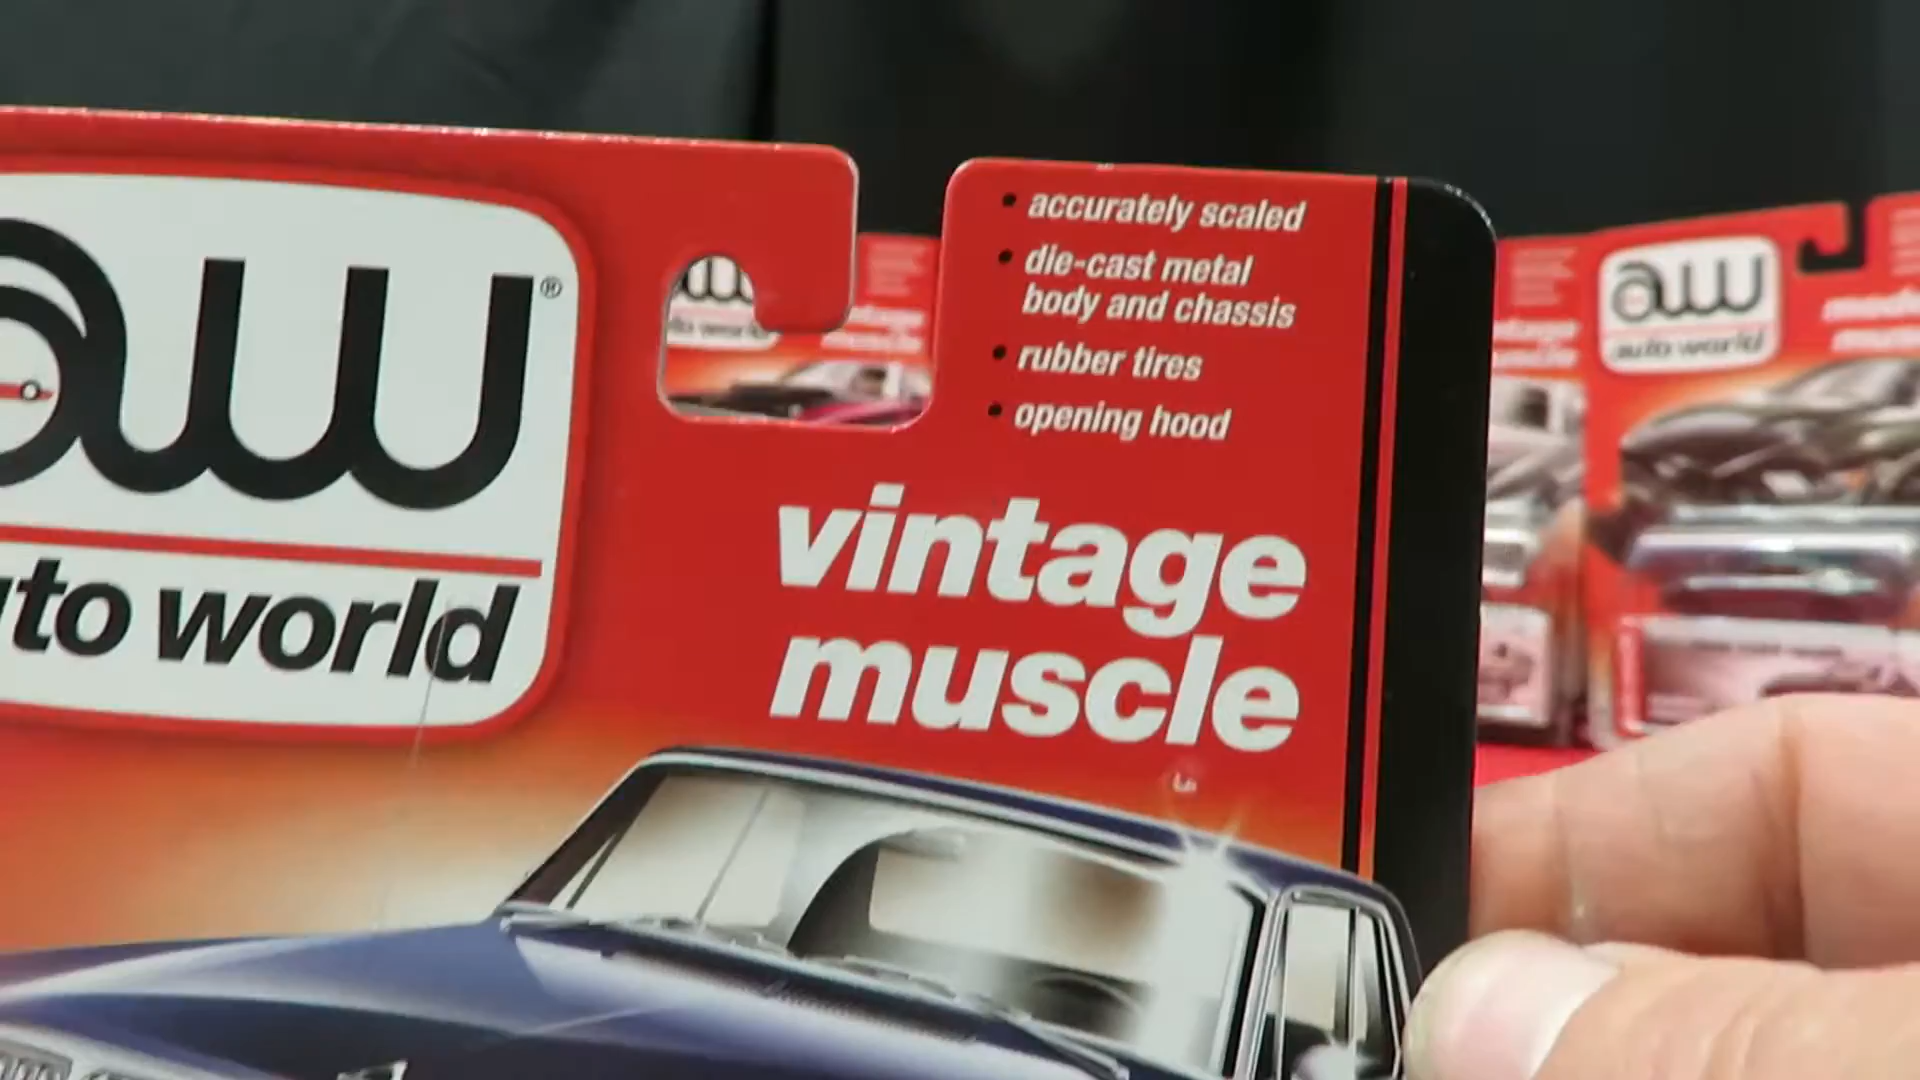 aw®
to world
• accurately scaled
• die-cast metal
body and chassis
• rubber tires
• opening hood
vintage
muscle
aw
auto world